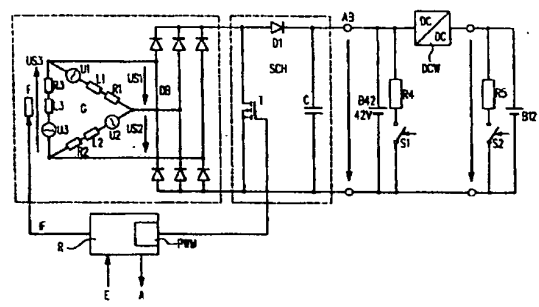 US3
U1
L1
R1
US1
DB
F
R3
L3
G
U3
U2
L2
R2
US2
D1
SCH
T
C
AB
B42
42V
R4
S1
DC
DC
DCW
R5
S2
B12
IF
R
PWM
E
A